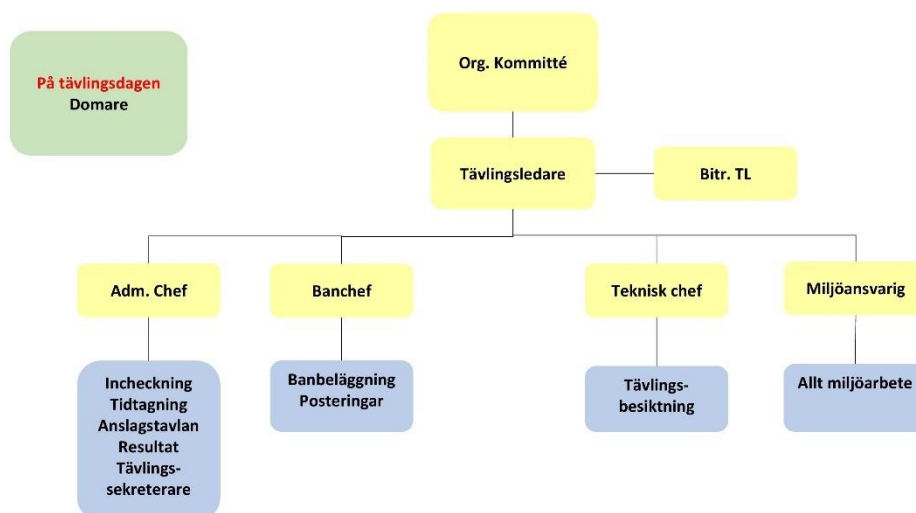 På tävlingsdagen
Domare
Org. Kommitté
Tävlingsledare
Bitr. TL
Adm. Chef
Banchef
Teknisk chef
Miljöansvarig
Incheckning
Tidtagning
Anslagstavlan
Resultat
Tävlings-
sekreterare
Banbeläggning
Posteringar
Tävlings-
besiktning
Allt miljöarbete